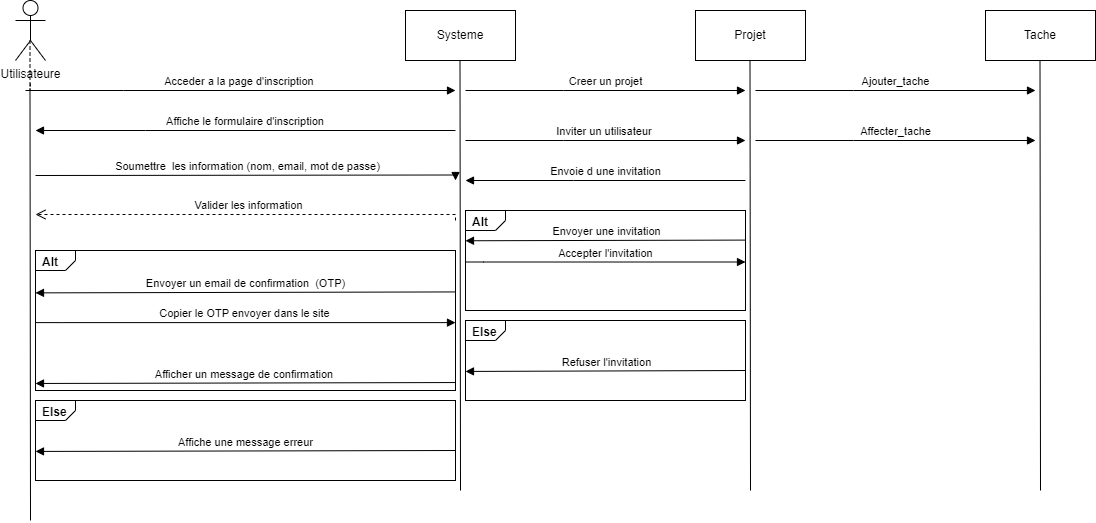 Systeme
Projet
Tache
Utilisateure
Acceder a la page d'inscription
Creer un projet
Ajouter_tache
Affiche le formulaire d'inscription
Inviter un utilisateur
Affecter_tache
Soumettre  les information (nom, email, mot de passe)
Envoie d une invitation
Valider les information
Alt
Envoyer une invitation
Accepter l'invitation
Alt
Envoyer un email de confirmation  (OTP)
Copier le OTP envoyer dans le site
Else
Refuser l'invitation
Afficher un message de confirmation
Else
Affiche une message erreur